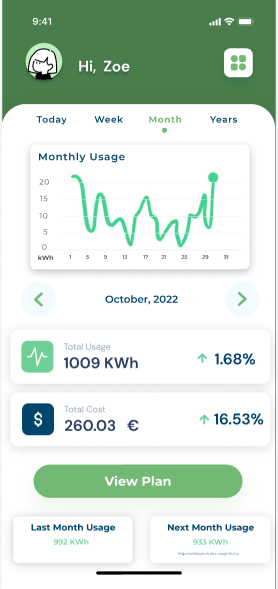 9:41
Hi, Zoe
Today Week Month Years
Monthly Usage
20
15
10
5
0
kWh 1 5 9 13 17 21 25 29 31
October, 2022
Total Usage
1009 KWh 1.68%
Total Cost
260.03 € 16.53%
View Plan
Last Month Usage Next Month Usage
992 KWh 933 KWh